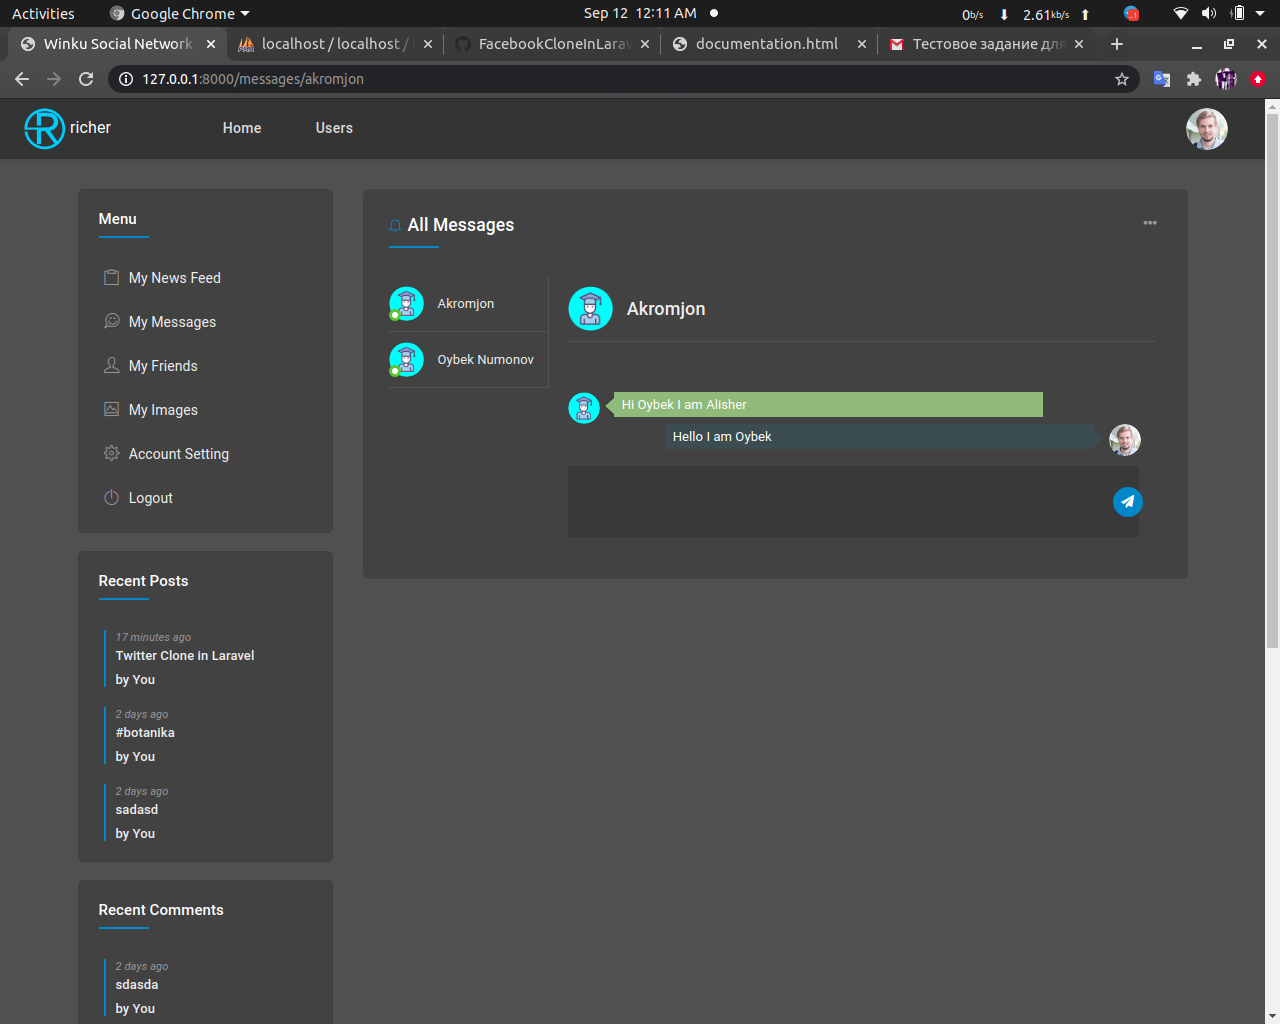 Activities
Google Chrome
Sep 12 12:11 AM
0b/s
2.61kb/s
Winku Social Network
localhost / localhost /
FacebookCloneInLarav
documentation.html
Тестовое задание для
127.0.0.1:8000/messages/akromjon
richer
Home
Users
Menu
My News Feed
My Messages
My Friends
My Images
Account Setting
Logout
Recent Posts
17 minutes ago
Twitter Clone in Laravel
by You
2 days ago
#botanika
by You
2 days ago
sadasd
by You
Recent Comments
2 days ago
sdasda
by You
All Messages
Akromjon
Oybek Numonov
Akromjon
Hi Oybek I am Alisher
Hello I am Oybek